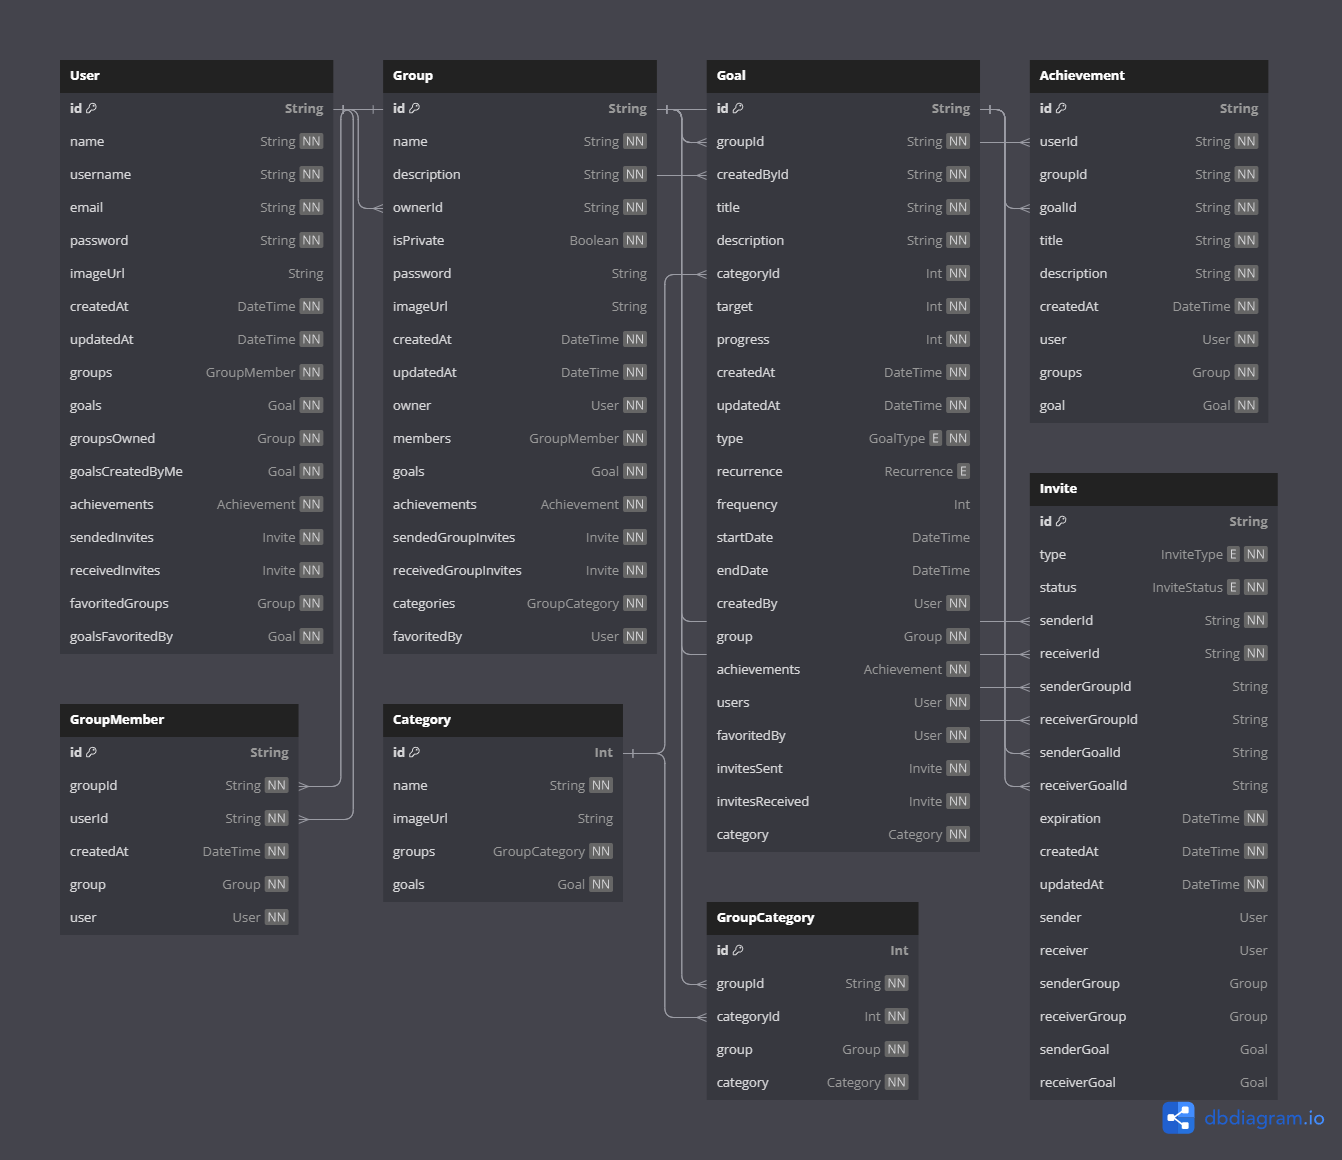 User
id String
name String NN
username String NN
email String NN
password String NN
imageUrl String
createdAt DateTime NN
updatedAt DateTime NN
groups GroupMember NN
goals Goal NN
groupsOwned Group NN
goalsCreatedByMe Goal NN
achievements Achievement NN
sendedInvites Invite NN
receivedInvites Invite NN
favoritedGroups Group NN
goalsFavoritedBy Goal NN
Group
id String
name String NN
description String NN
ownerId String NN
isPrivate Boolean NN
password String
imageUrl String
createdAt DateTime NN
updatedAt DateTime NN
owner User NN
members GroupMember NN
goals Goal NN
achievements Achievement NN
sendedGroupInvites Invite NN
receivedGroupInvites Invite NN
categories GroupCategory NN
favoritedBy User NN
Goal
id String
groupId String NN
createdById String NN
title String NN
description String NN
categoryId Int NN
target Int NN
progress Int NN
createdAt DateTime NN
updatedAt DateTime NN
type GoalType E NN
recurrence Recurrence E
frequency Int
startDate DateTime
endDate DateTime
createdBy User NN
group Group NN
achievements Achievement NN
users User NN
favoritedBy User NN
invitesSent Invite NN
invitesReceived Invite NN
category Category NN
Achievement
id String
userId String NN
groupId String NN
goalId String NN
title String NN
description String NN
createdAt DateTime NN
user User NN
groups Group NN
goal Goal NN
Invite
id String
type InviteType E NN
status InviteStatus E NN
senderId String NN
receiverId String NN
senderGroupId String
receiverGroupId String
senderGoalId String
receiverGoalId String
expiration DateTime NN
createdAt DateTime NN
updatedAt DateTime NN
sender User
receiver User
senderGroup Group
receiverGroup Group
senderGoal Goal
receiverGoal Goal
GroupMember
id String
groupId String NN
userId String NN
createdAt DateTime NN
group Group NN
user User NN
Category
id Int
name String NN
imageUrl String
groups GroupCategory NN
goals Goal NN
GroupCategory
id Int
groupId String NN
categoryId Int NN
group Group NN
category Category NN
dbdiagram.io